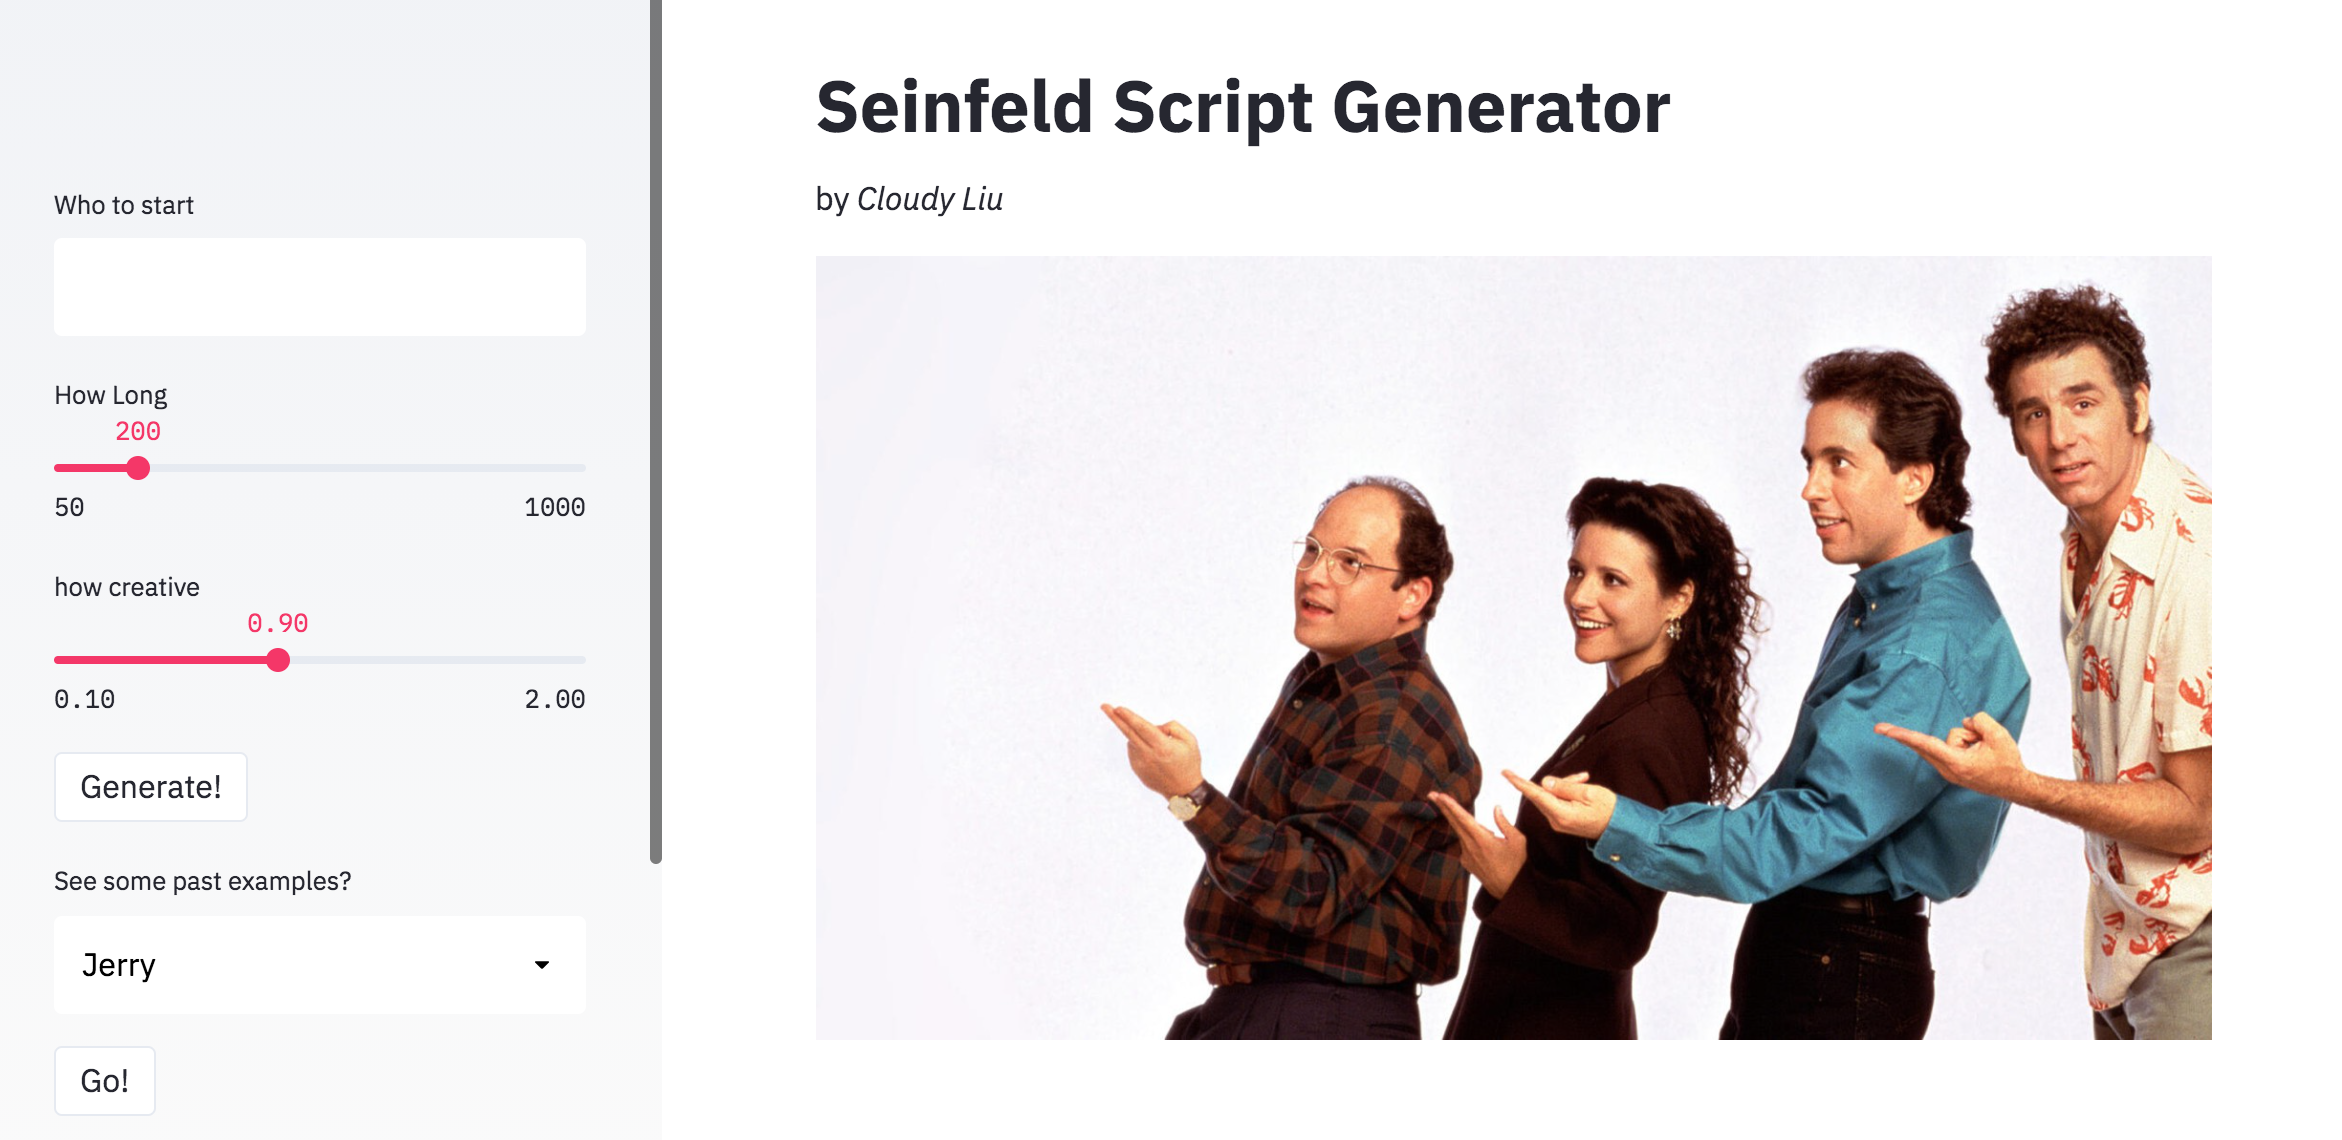 Who to start
How Long
200
50 1000
how creative
0.90
0.10 2.00
Generate!
See some past examples?
Jerry
Go!
Seinfeld Script Generator
by Cloudy Liu